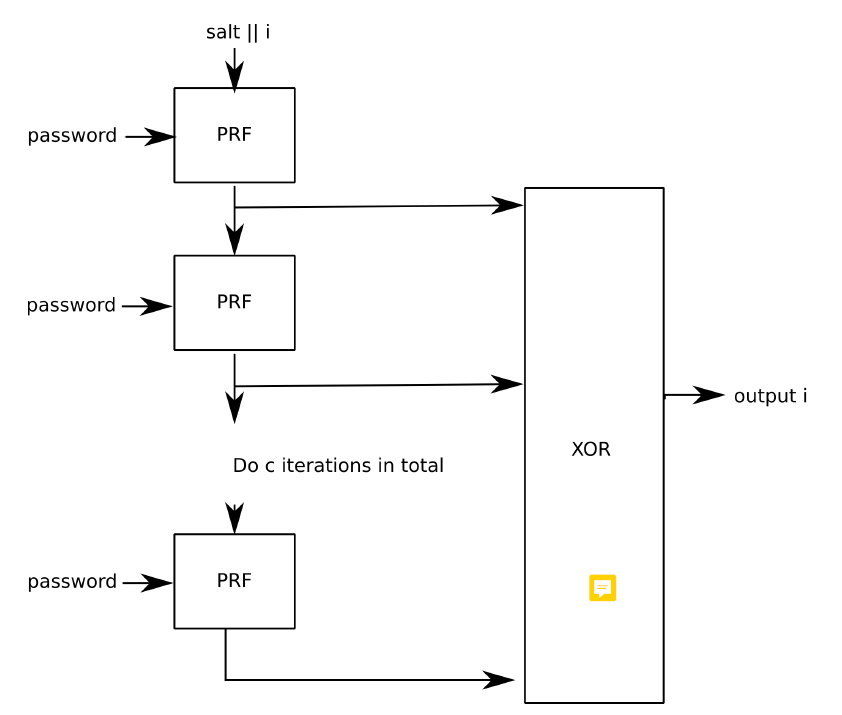 salt || i
password
PRF
password
PRF
output i
XOR
Do c iterations in total
password
PRF